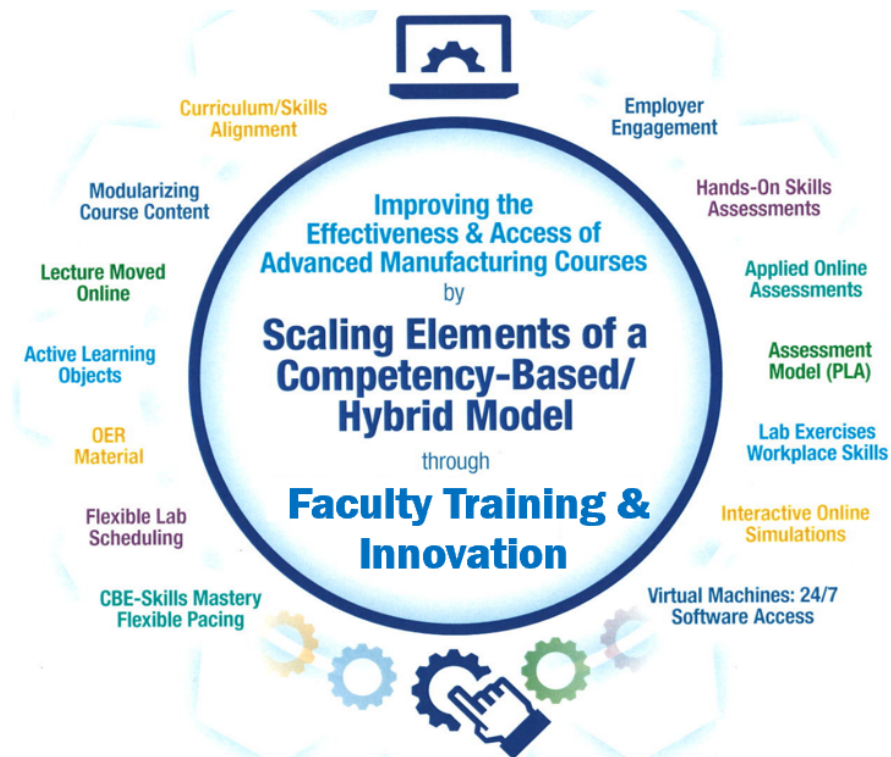 Curriculum/Skills
Alignment
Modularizing
Course Content
Lecture Moved
Online
Active Learning
Objects
OER
Material
Flexible Lab
Scheduling
CBE-Skills Mastery
Flexible Pacing
Improving the
Effectiveness & Access of
Advanced Manufacturing Courses
by
Scaling Elements of a
Competency-Based/
Hybrid Model
through
Faculty Training &
Innovation
Employer
Engagement
Hands-On Skills
Assessments
Applied Online
Assessments
Assessment
Model (PLA)
Lab Exercises
Workplace Skills
Interactive Online
Simulations
Virtual Machines: 24/7
Software Access